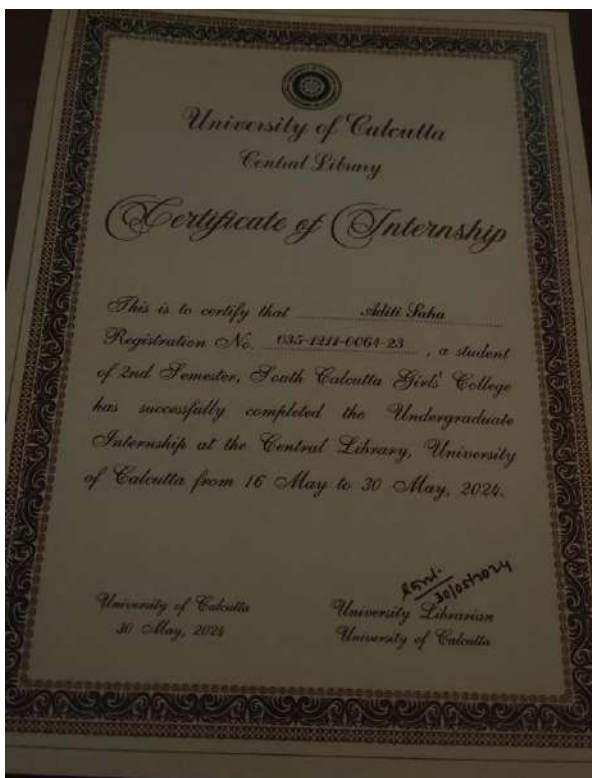 University of Calcutta
Central Library
Certificate of Internship
This is to certify that Aditi Saha
Registration No. 035-1211-0064-23, a student
of 2nd Semester, South Calcutta Girls' College
has successfully completed the Undergraduate
Internship at the Central Library, University
of Calcutta from 16 May to 30 May, 2024.
30/05/2024
University of Calcutta
30 May, 2024
University Librarian
University of Calcutta